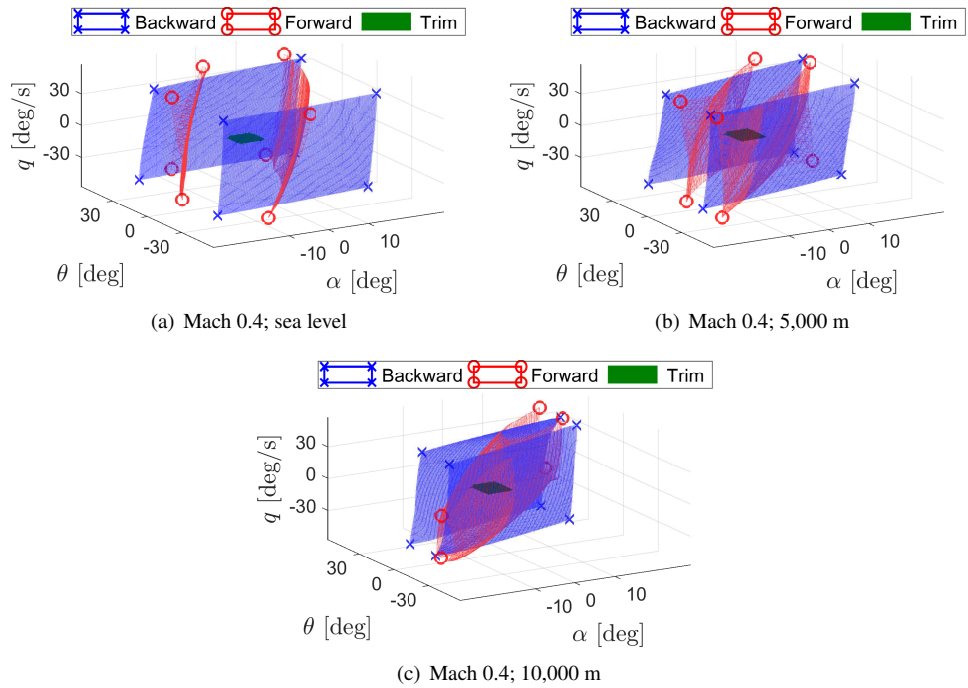 Backward Forward Trim
30
0
-30
q [deg/s]
30
0
-30
θ [deg]
-10 0 10
α [deg]
(a) Mach 0.4; sea level
Backward Forward Trim
30
0
-30
q [deg/s]
30
0
-30
θ [deg]
-10 0 10
α [deg]
(b) Mach 0.4; 5,000 m
Backward Forward Trim
30
0
-30
q [deg/s]
30
0
-30
θ [deg]
-10 0 10
α [deg]
(c) Mach 0.4; 10,000 m